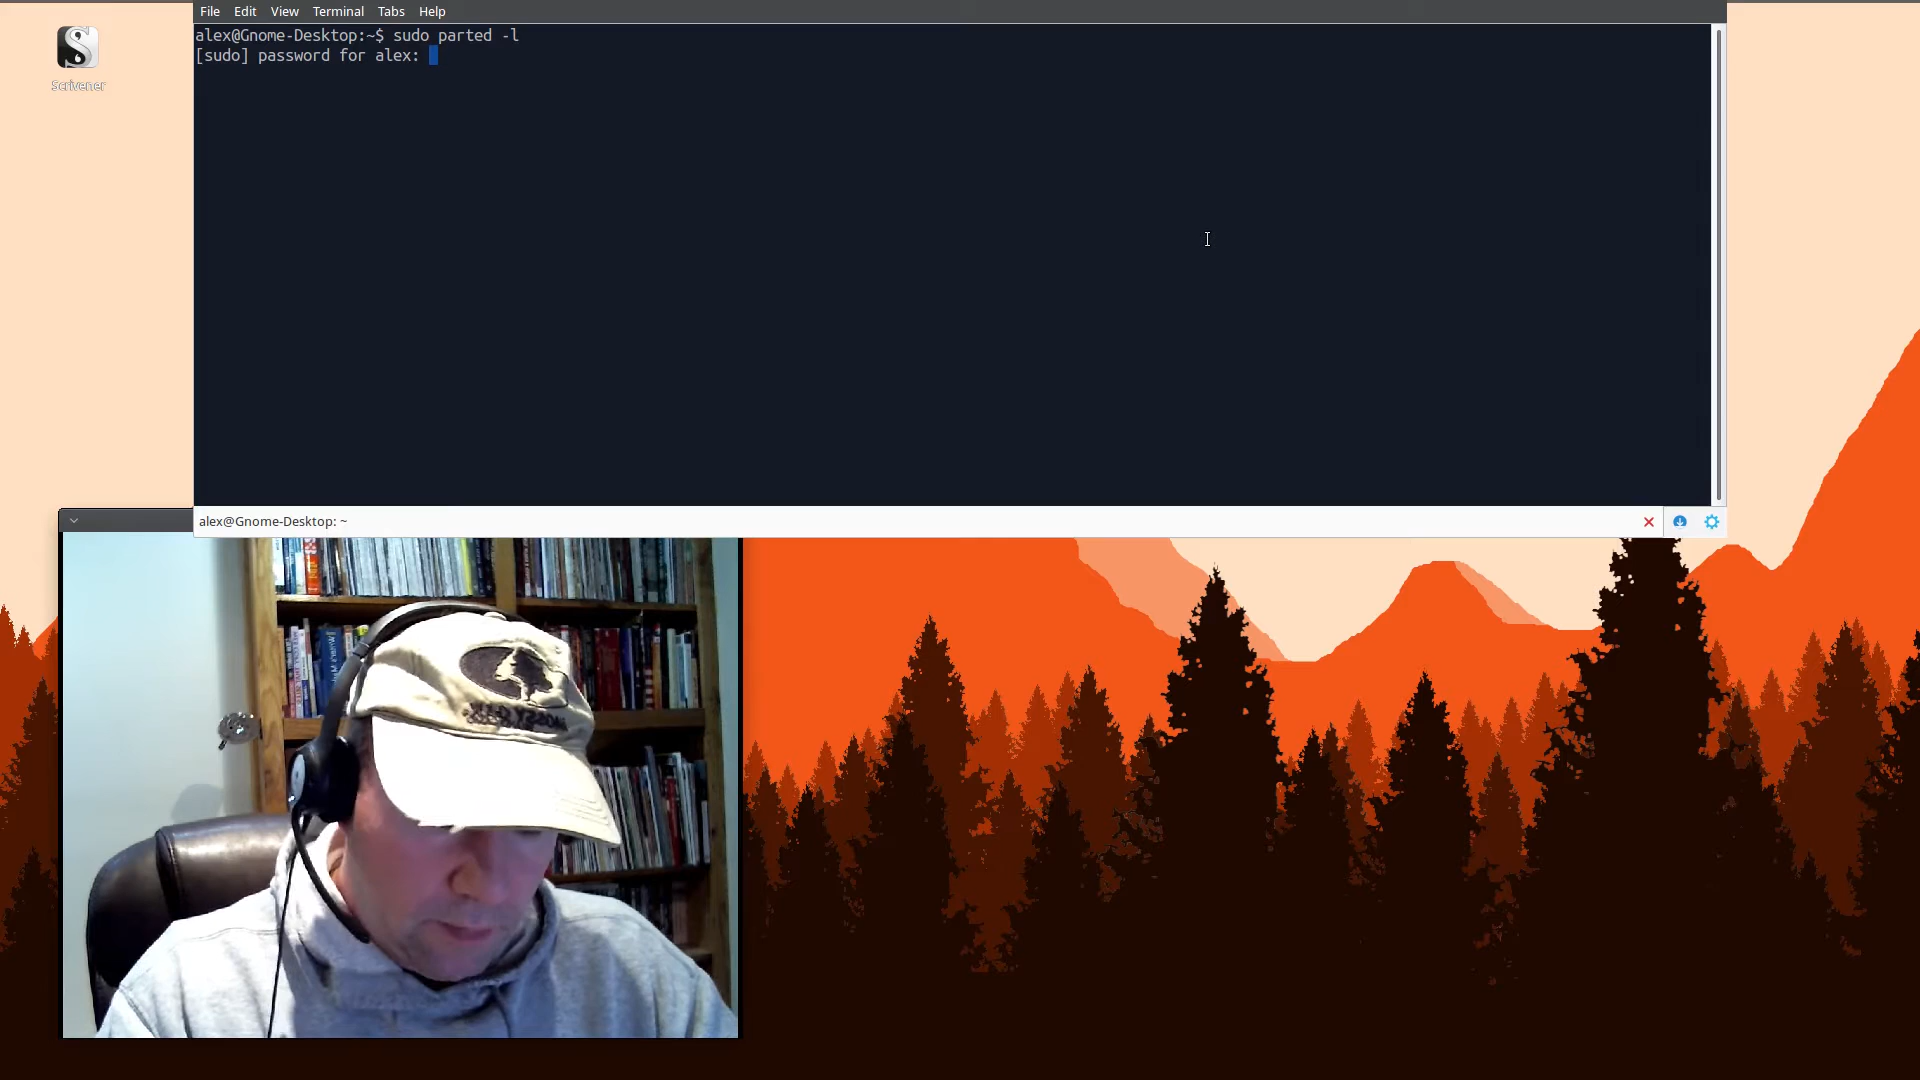 File Edit View Terminal Tabs Help
alex@Gnome-Desktop:~$ sudo parted -l
[sudo] password for alex:
Scrivener
alex@Gnome-Desktop: ~